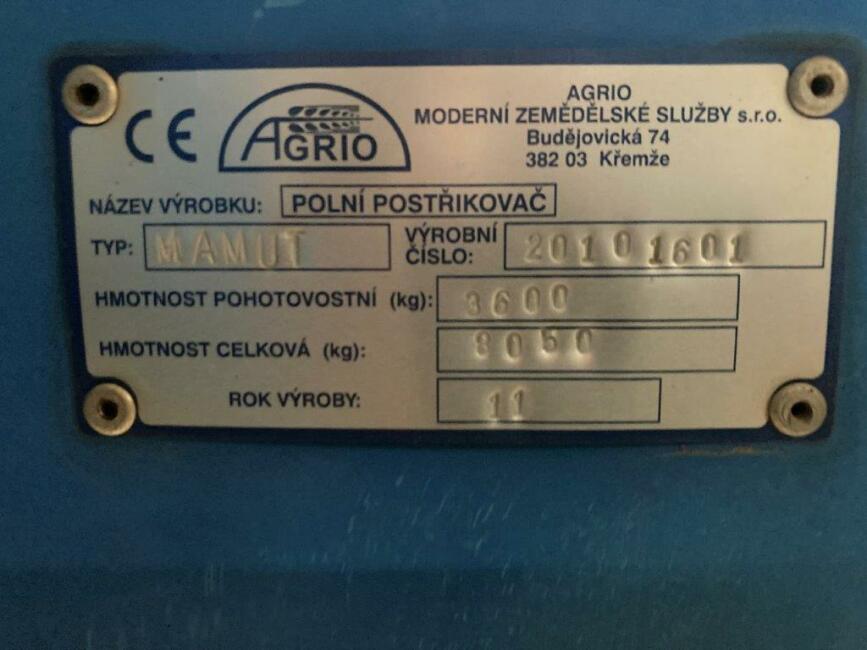 CE
AGRIO
AGRIO
MODERNÍ ZEMĚDĚLSKÉ SLUŽBY s.r.o.
Budějovická 74
382 03 Křemže
NÁZEV VÝROBKU: POLNÍ POSTŘIKOVAČ
TYP: MAMUT VÝROBNÍ ČÍSLO: 20101601
HMOTNOST POHOTOVOSTNÍ (kg): 3600
HMOTNOST CELKOVÁ (kg): 8050
ROK VÝROBY: 11